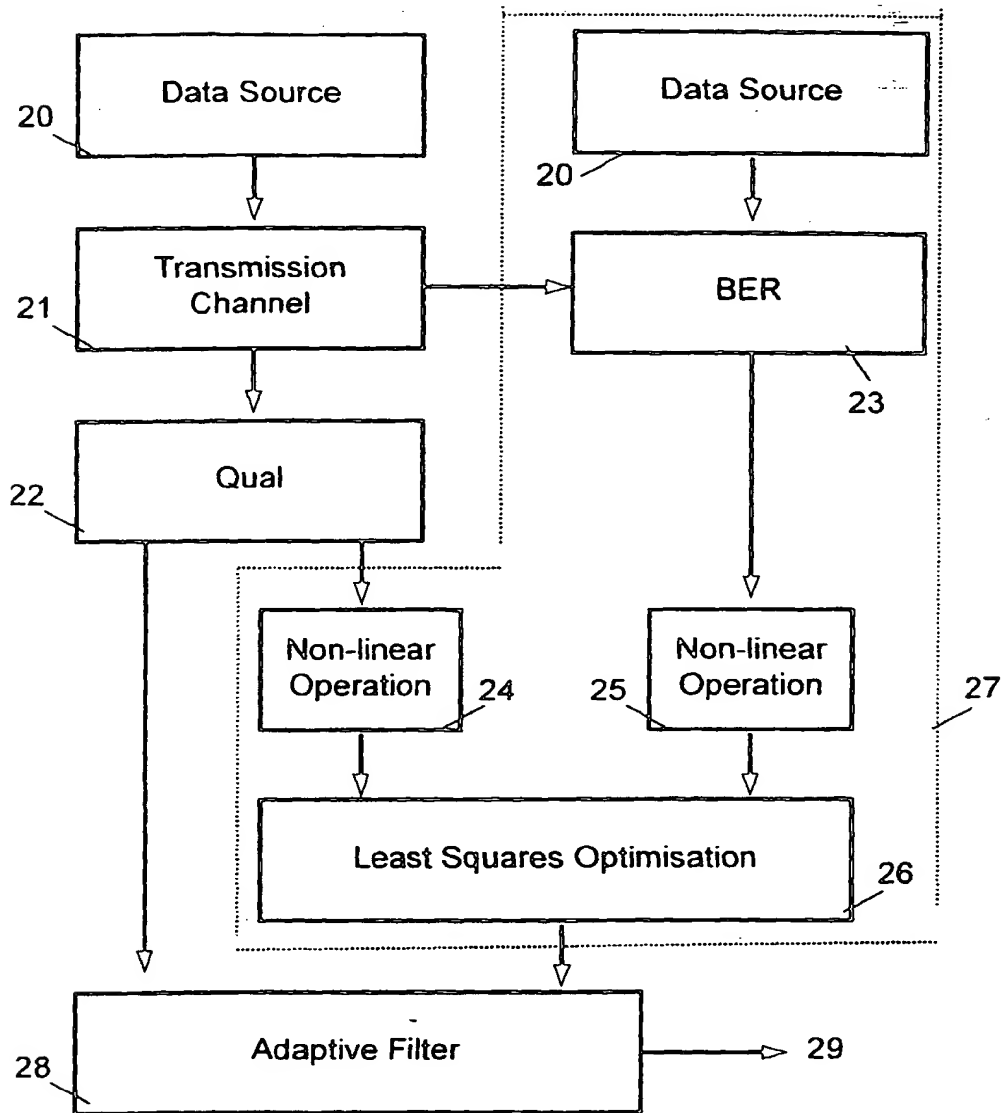 Data Source
20
Data Source
20
Transmission
Channel
21
BER
23
Qual
22
Non-linear
Operation
24
Non-linear
Operation
25
27
Least Squares Optimisation
26
Adaptive Filter
28
29